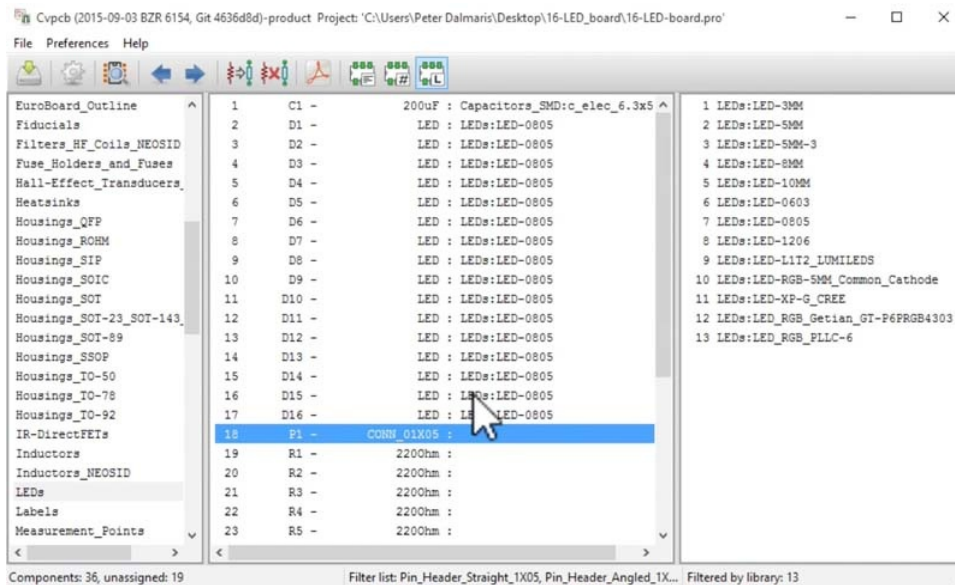 Cvpcb (2015-09-03 BZR 6154, Git 4636d8d)-product Project: 'C:\Users\Peter Dalmaris\Desktop\16-LED_board\16-LED-board.pro'
File Preferences Help
EuroBoard_Outline
Fiducials
Filters_HF_Coils_NEOSID
Fuse_Holders_and_Fuses
Hall-Effect_Transducers_
Heatsinks
Housings_QFP
Housings_ROHM
Housings_SIP
Housings_SOIC
Housings_SOT
Housings_SOT-23_SOT-143_
Housings_SOT-89
Housings_SSOP
Housings_TO-50
Housings_TO-78
Housings_TO-92
IR-DirectFETs
Inductors
Inductors_NEOSID
LEDs
Labels
Measurement_Points
1 C1 - 200uF : Capacitors_SMD:c_elec_6.3x5
2 D1 - LED : LEDs:LED-0805
3 D2 - LED : LEDs:LED-0805
4 D3 - LED : LEDs:LED-0805
5 D4 - LED : LEDs:LED-0805
6 D5 - LED : LEDs:LED-0805
7 D6 - LED : LEDs:LED-0805
8 D7 - LED : LEDs:LED-0805
9 D8 - LED : LEDs:LED-0805
10 D9 - LED : LEDs:LED-0805
11 D10 - LED : LEDs:LED-0805
12 D11 - LED : LEDs:LED-0805
13 D12 - LED : LEDs:LED-0805
14 D13 - LED : LEDs:LED-0805
15 D14 - LED : LEDs:LED-0805
16 D15 - LED : LEDs:LED-0805
17 D16 - LED : LEDs:LED-0805
18 P1 - CONN_01X05 :
19 R1 - 220Ohm :
20 R2 - 220Ohm :
21 R3 - 220Ohm :
22 R4 - 220Ohm :
23 R5 - 220Ohm :
1 LEDs:LED-3MM
2 LEDs:LED-5MM
3 LEDs:LED-5MM-3
4 LEDs:LED-8MM
5 LEDs:LED-10MM
6 LEDs:LED-0603
7 LEDs:LED-0805
8 LEDs:LED-1206
9 LEDs:LED-L1T2_LUMILEDS
10 LEDs:LED-RGB-5MM_Common_Cathode
11 LEDs:LED-XP-G_CREE
12 LEDs:LED_RGB_Getian_GT-P6PRGB4303
13 LEDs:LED_RGB_PLLC-6
Components: 36, unassigned: 19
Filter list: Pin_Header_Straight_1X05, Pin_Header_Angled_1X...
Filtered by library: 13